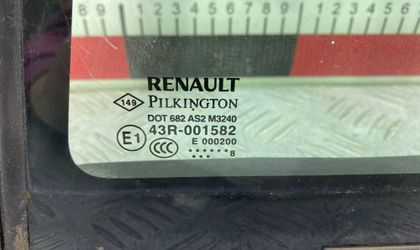 8 9 1 2 3 4 5 6 7 8 9 1 2 3 4 5 6
RENAULT
149 PILKINGTON
DOT 682 AS2 M3240
E1 43R-001582
CCC E 000200
...... 8